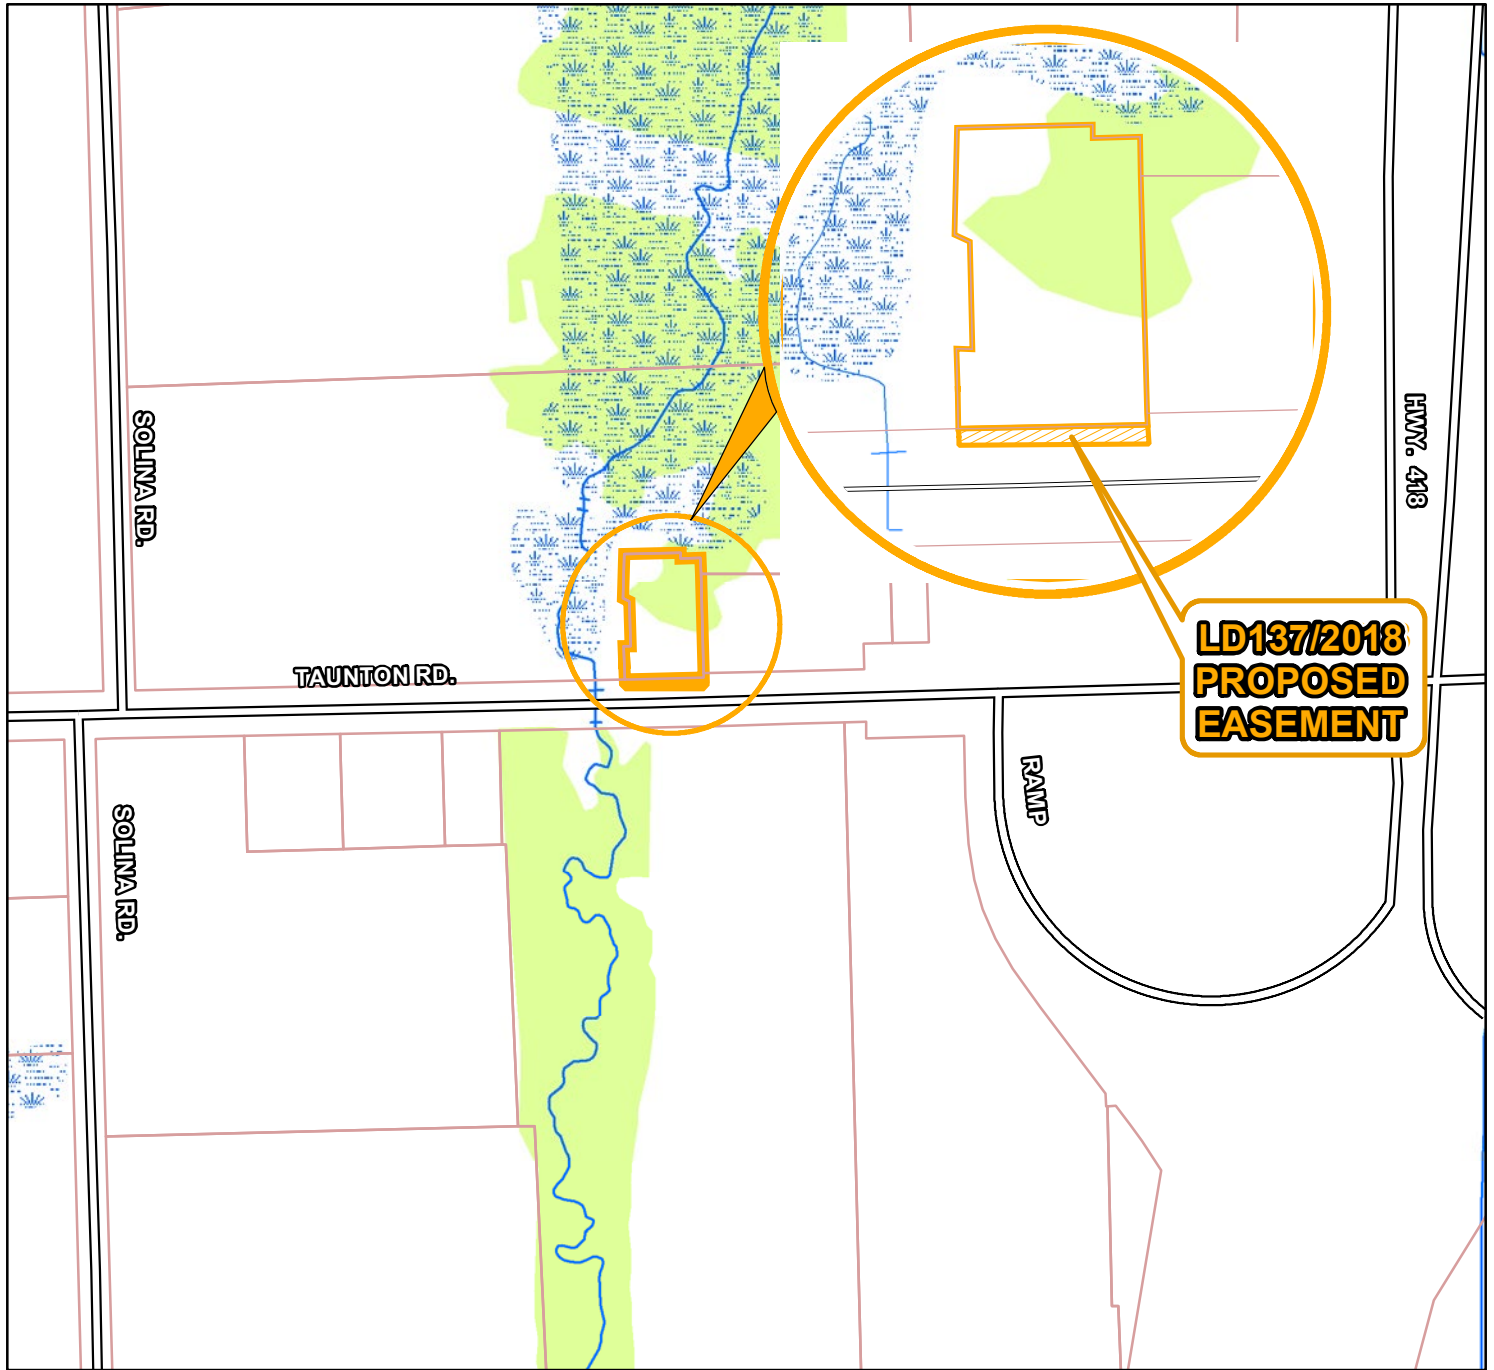 SOLINA RD.
HWY. 418
LD137/2018
PROPOSED
EASEMENT
TAUNTON RD.
RAMP
SOLINA RD.